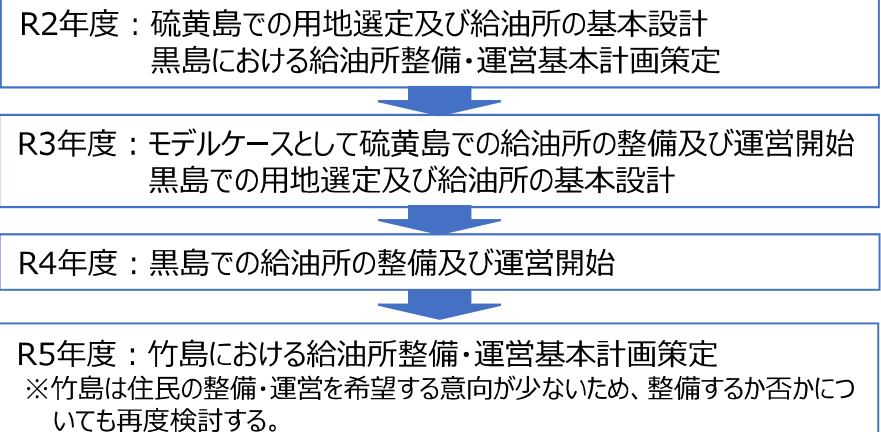 R2年度：硫黄島での用地選定及び給油所の基本設計
黒島における給油所整備・運営基本計画策定
R3年度：モデルケースとして硫黄島での給油所の整備及び運営開始
黒島での用地選定及び給油所の基本設計
R4年度：黒島での給油所の整備及び運営開始
R5年度：竹島における給油所整備・運営基本計画策定
※竹島は住民の整備・運営を希望する意向が少ないため、整備するか否かにつ
いても再度検討する。